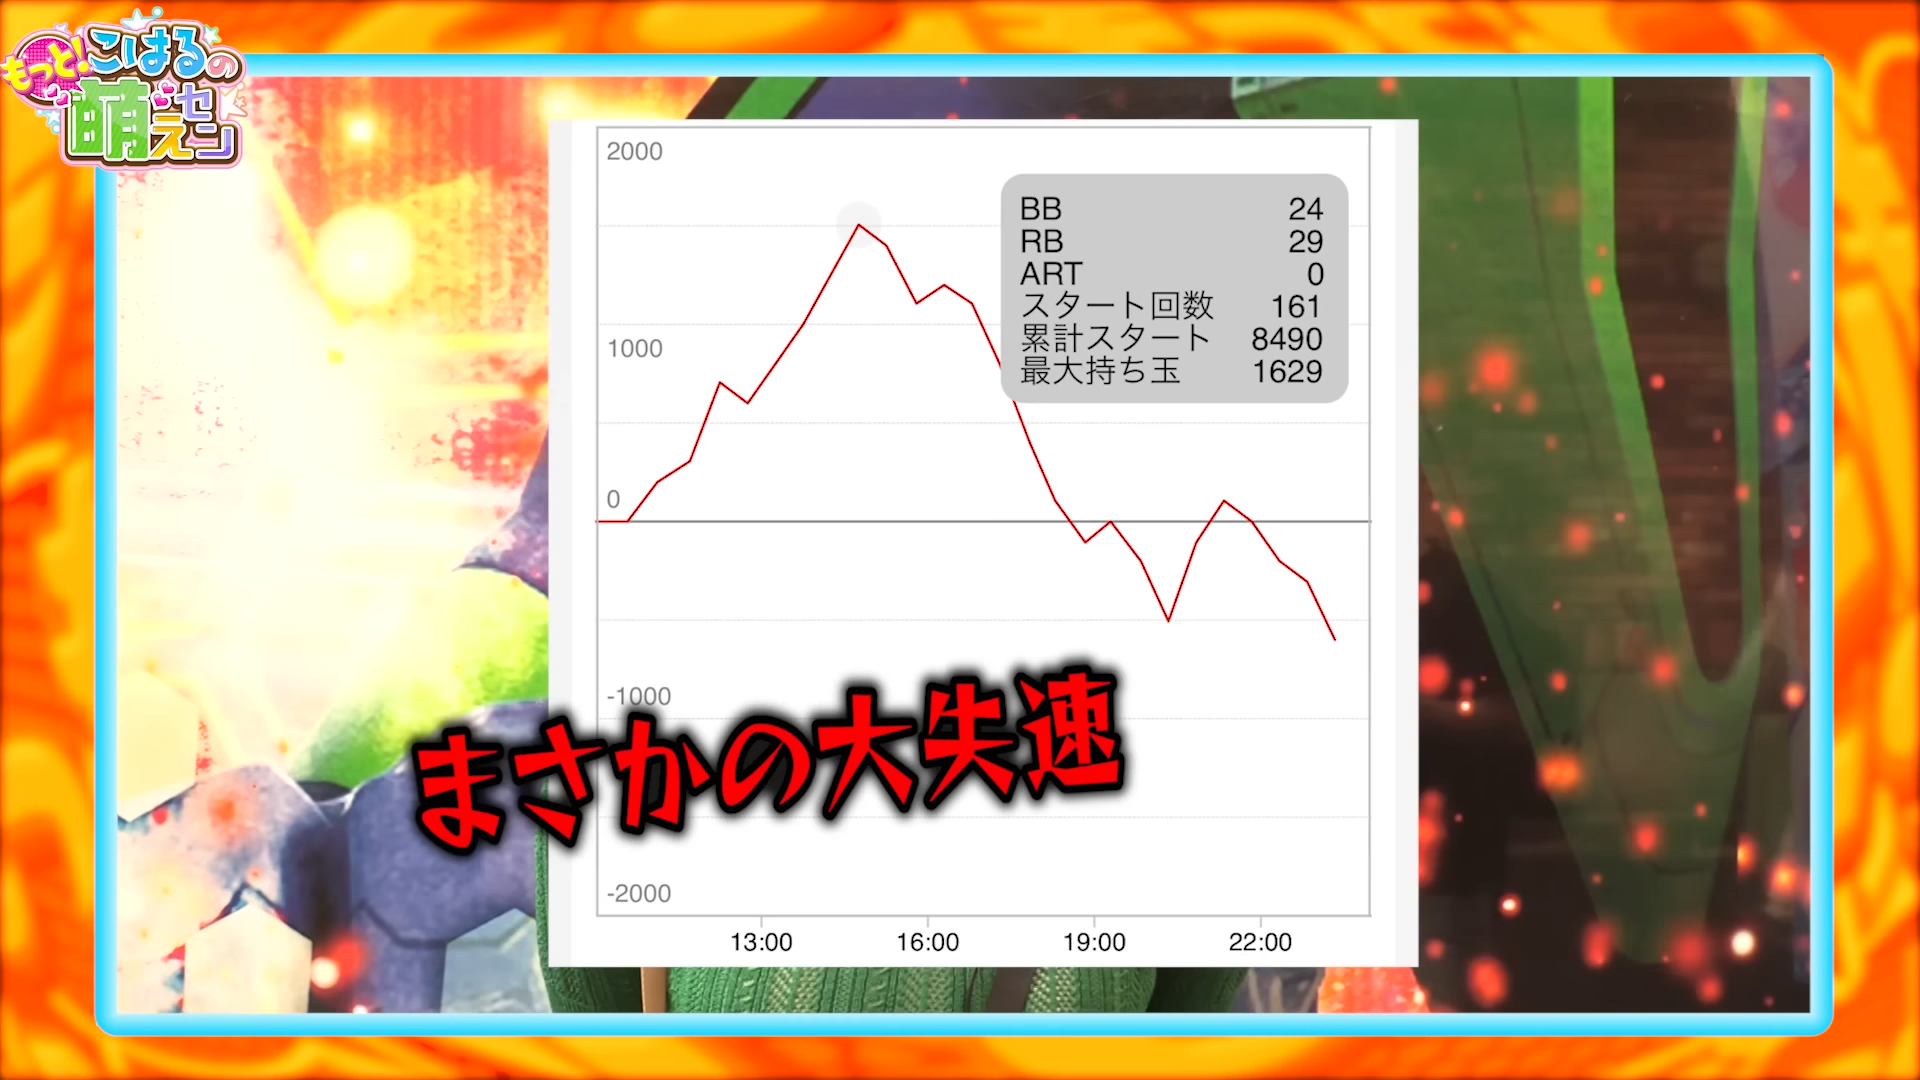 もっと!こはるの
萌えセン
2000
1000
0
-1000
-2000
13:00 16:00 19:00 22:00
BB 24
RB 29
ART 0
スタート回数 161
累計スタート 8490
最大持ち玉 1629
まさかの大失速